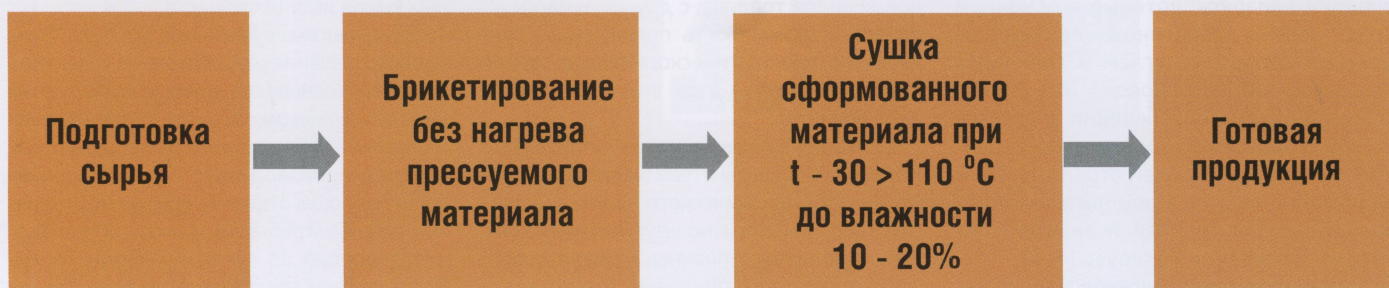 Подготовка
сырья
Брикетирование
без нагрева
прессуемого
материала
Сушка
сформованного
материала при
t - 30 > 110 °C
до влажности
10 - 20%
Готовая
продукция